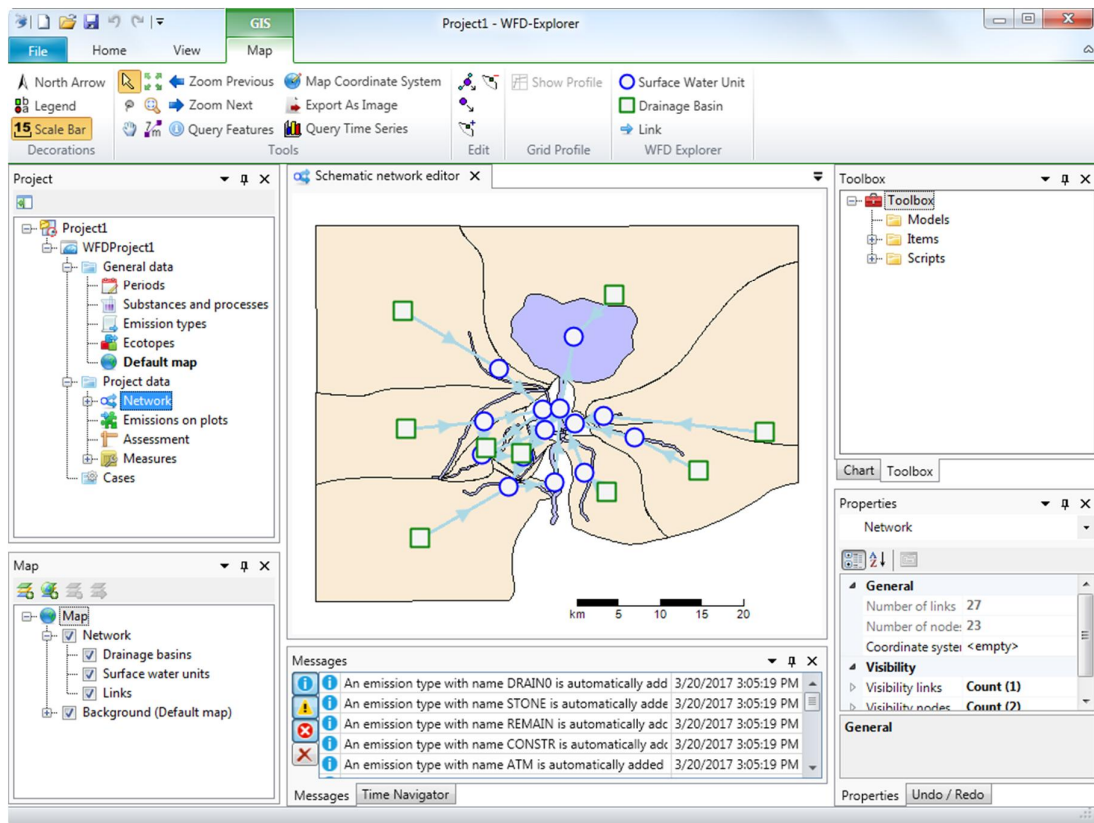 GIS
Project1 - WFD-Explorer
File
Home
View
Map
North Arrow
Legend
15 Scale Bar
Decorations
Zoom Previous
Zoom Next
Query Features
Map Coordinate System
Export As Image
Query Time Series
Tools
Edit
Show Profile
Grid Profile
Surface Water Unit
Drainage Basin
Link
WFD Explorer
Project
Project1
WFDProject1
General data
Periods
Substances and processes
Emission types
Ecotopes
Default map
Project data
Network
Emissions on plots
Assessment
Measures
Cases
Map
Map
Network
Drainage basins
Surface water units
Links
Background (Default map)
Schematic network editor
km 5 10 15 20
Messages
An emission type with name DRAIN0 is automatically add 3/20/2017 3:05:19 PM
An emission type with name STONE is automatically adde 3/20/2017 3:05:19 PM
An emission type with name REMAIN is automatically adc 3/20/2017 3:05:19 PM
An emission type with name CONSTR is automatically adc 3/20/2017 3:05:19 PM
An emission type with name ATM is automatically added 3/20/2017 3:05:19 PM
Messages
Time Navigator
Toolbox
Toolbox
Models
Items
Scripts
Chart
Toolbox
Properties
Network
General
Number of links 27
Number of node: 23
Coordinate syster <empty>
Visibility
Visibility links Count (1)
Visibility nodes Count (2)
General
Properties
Undo / Redo